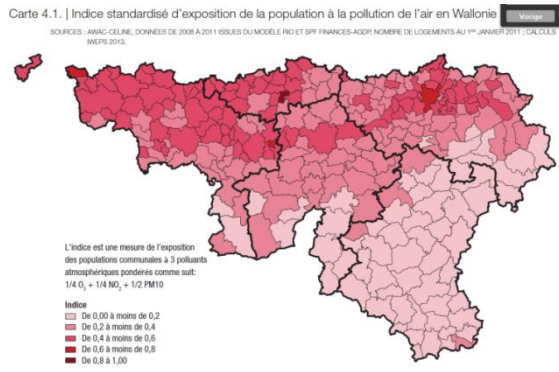 Carte 4.1. | Indice standardisé d'exposition de la population à la pollution de l'air en Wallonie
Vorige
SOURCES : AWAC-CELINE, DONNÉES DE 2008 À 2011 ISSUES DU MODÈLE RIO ET SPF FINANCES-AGDP, NOMBRE DE LOGEMENTS AU 1ER JANVIER 2011 ; CALCULS
IWEPS 2013.
L'indice est une mesure de l'exposition
des populations communales à 3 polluants
atmosphériques pondérés comme suit:
1/4 O3 + 1/4 NO2 + 1/2 PM10
Indice
De 0,00 à moins de 0,2
De 0,2 à moins de 0,4
De 0,4 à moins de 0,6
De 0,6 à moins de 0,8
De 0,8 à 1,00